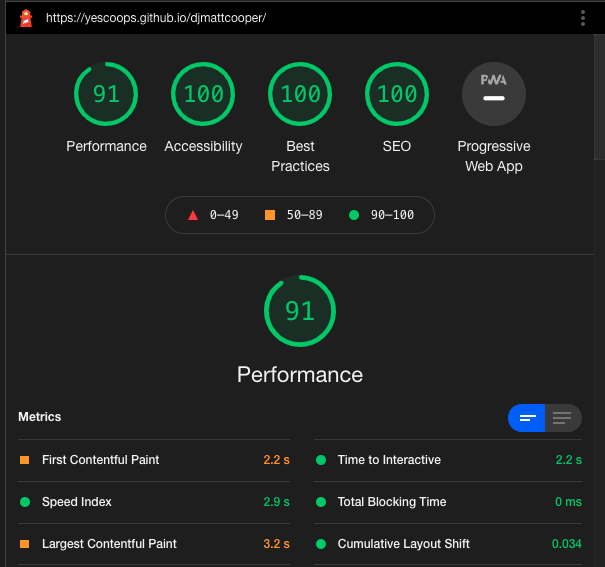 https://yescoops.github.io/djmattcooper/
91
100
100
100
PWA
Performance
Accessibility
Best
Practices
SEO
Progressive
Web App
0–49
50–89
90–100
91
Performance
Metrics
First Contentful Paint 2.2 s
Time to Interactive 2.2 s
Speed Index 2.9 s
Total Blocking Time 0 ms
Largest Contentful Paint 3.2 s
Cumulative Layout Shift 0.034